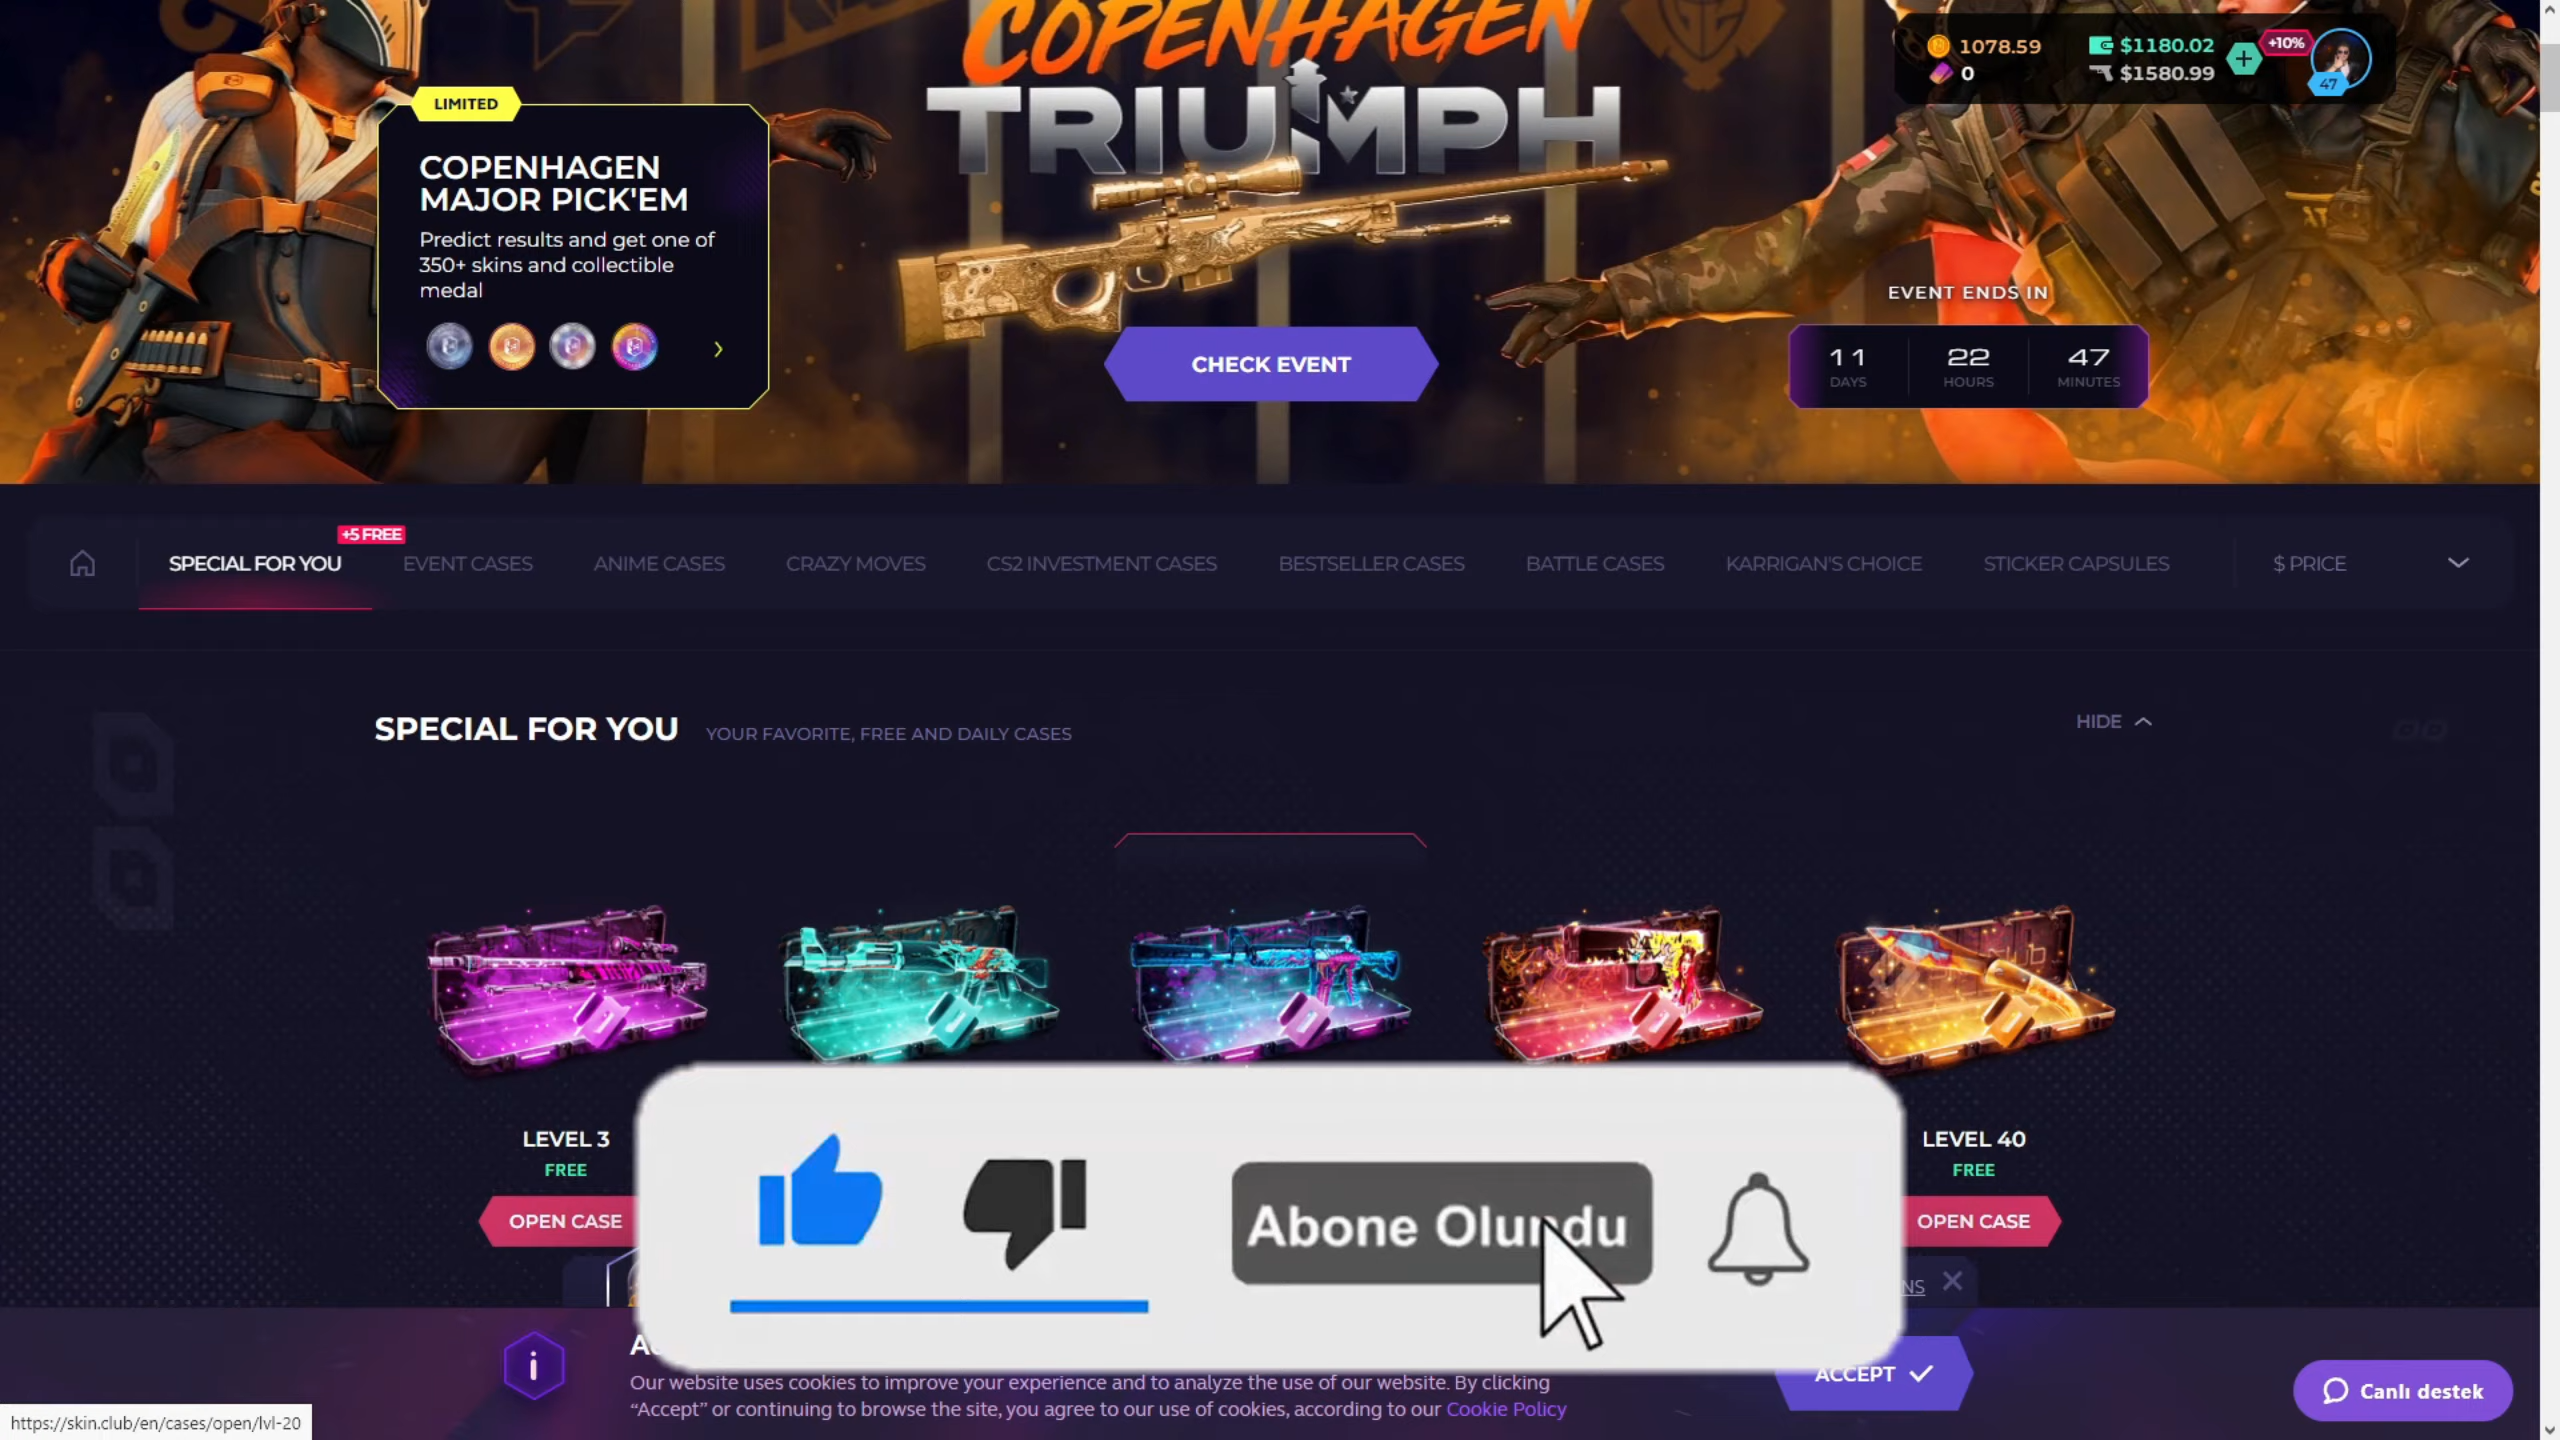 COPENHAGEN
TRIUMPH
1078.59
0
$1180.02
$1580.99
+10%
47
LIMITED
COPENHAGEN
MAJOR PICK'EM
Predict results and get one of
350+ skins and collectible
medal
CHECK EVENT
EVENT ENDS IN
11 22 47
DAYS HOURS MINUTES
+5 FREE
SPECIAL FOR YOU EVENT CASES ANIME CASES CRAZY MOVES CS2 INVESTMENT CASES BESTSELLER CASES BATTLE CASES KARRIGAN'S CHOICE STICKER CAPSULES $ PRICE
SPECIAL FOR YOU YOUR FAVORITE, FREE AND DAILY CASES HIDE
LEVEL 3 LEVEL 40
FREE FREE
OPEN CASE OPEN CASE
Abone Olundu
ACCEPT
Our website uses cookies to improve your experience and to analyze the use of our website. By clicking
“Accept” or continuing to browse the site, you agree to our use of cookies, according to our Cookie Policy
Canlı destek
https://skin.club/en/cases/open/lvl-20